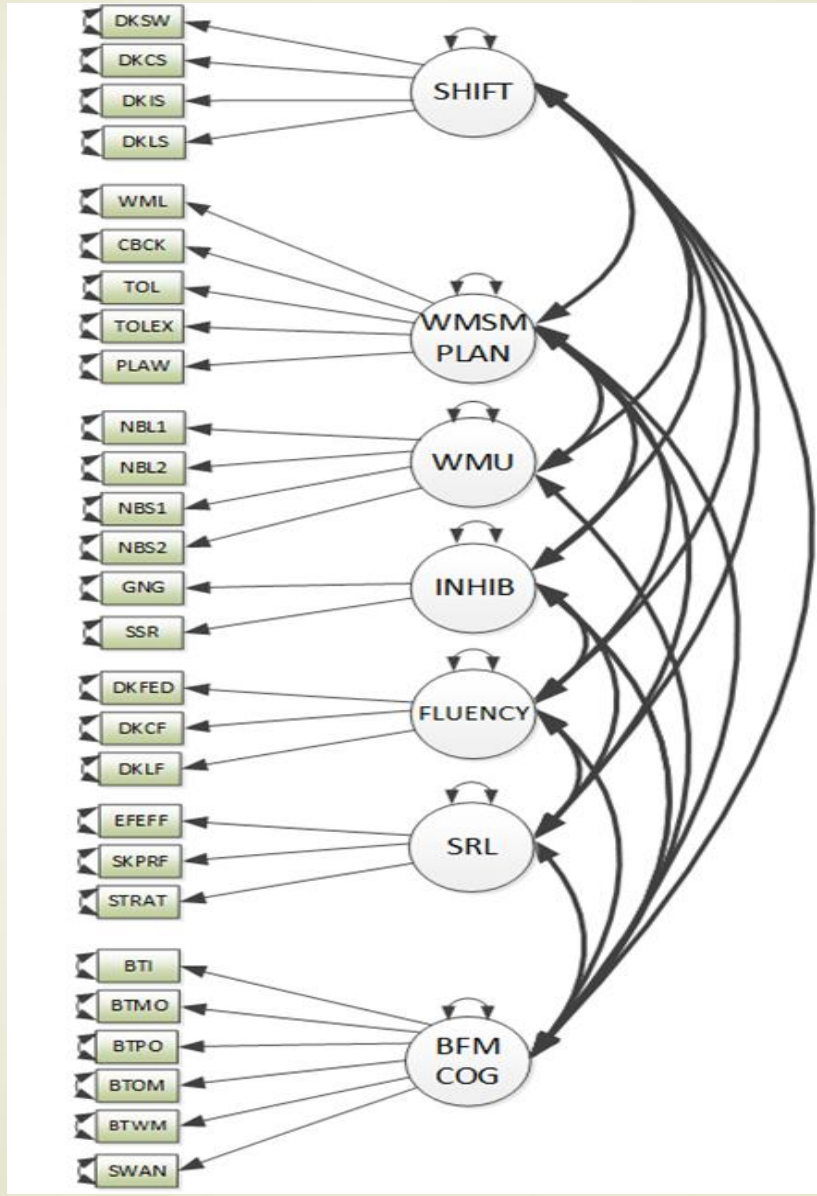 DKSW
DKCS
DKIS
DKLS
SHIFT
WML
CBCK
TOL
TOLEX
PLAW
WMSM
PLAN
NBL1
NBL2
NBS1
NBS2
WMU
GNG
SSR
INHIB
DKFED
DKCF
DKLF
FLUENCY
EFEFF
SKPRF
STRAT
SRL
BTI
BTMO
BTPO
BTOM
BTWM
SWAN
BFM
COG